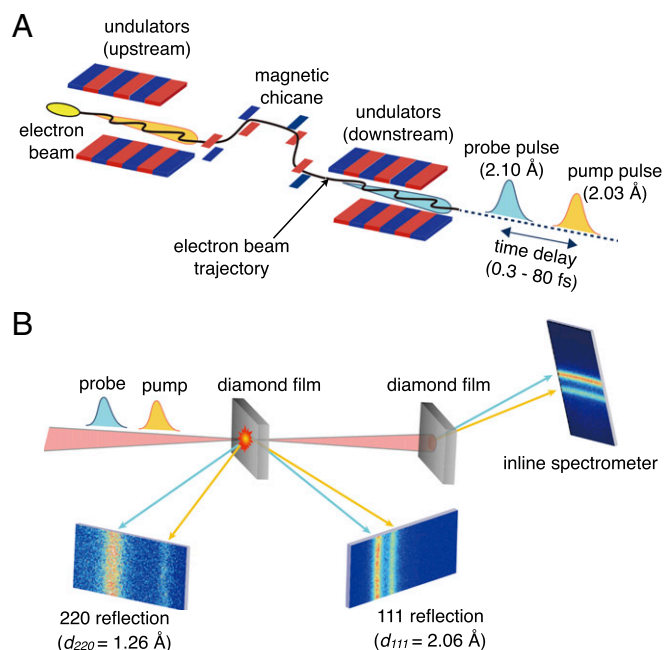 A
undulators
(upstream)
magnetic
chicane
undulators
(downstream)
probe pulse
(2.10 Å)
pump pulse
(2.03 Å)
electron
beam
electron beam
trajectory
time delay
(0.3 - 80 fs)
B
probe
pump
diamond film
diamond film
inline spectrometer
220 reflection
(d220 = 1.26 Å)
111 reflection
(d111 = 2.06 Å)